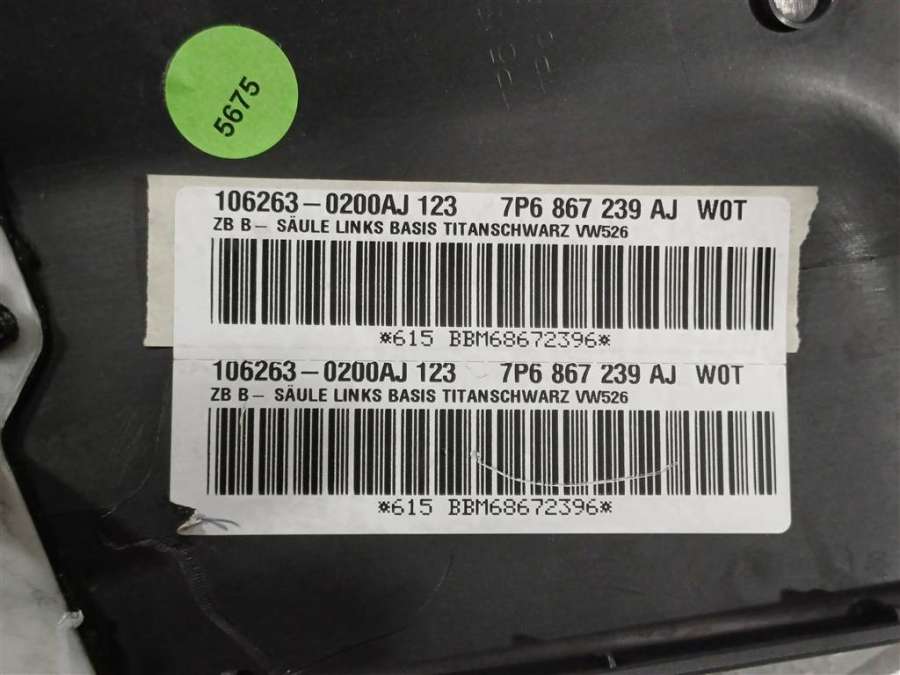 5675
106263-0200AJ 123 7P6 867 239 AJ W0T
ZB B- SÄULE LINKS BASIS TITANSCHWARZ VW526
*615 BBM68672396*
106263-0200AJ 123 7P6 867 239 AJ W0T
ZB B- SÄULE LINKS BASIS TITANSCHWARZ VW526
*615 BBM68672396*